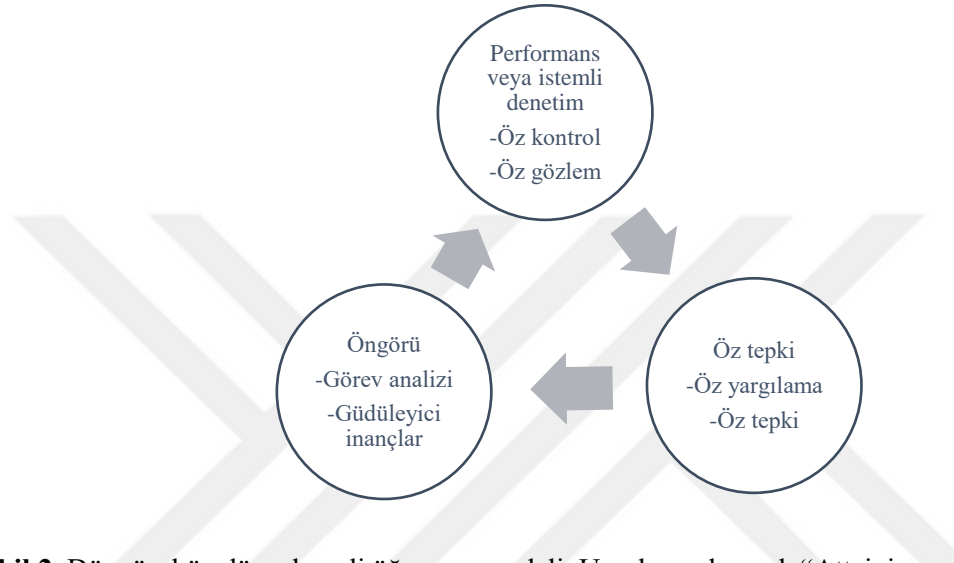 Performans
veya istemli
denetim
-Öz kontrol
-Öz gözlem
Öngörü
-Görev analizi
-Güdüleyici
inançlar
Öz tepki
-Öz yargılama
-Öz tepki